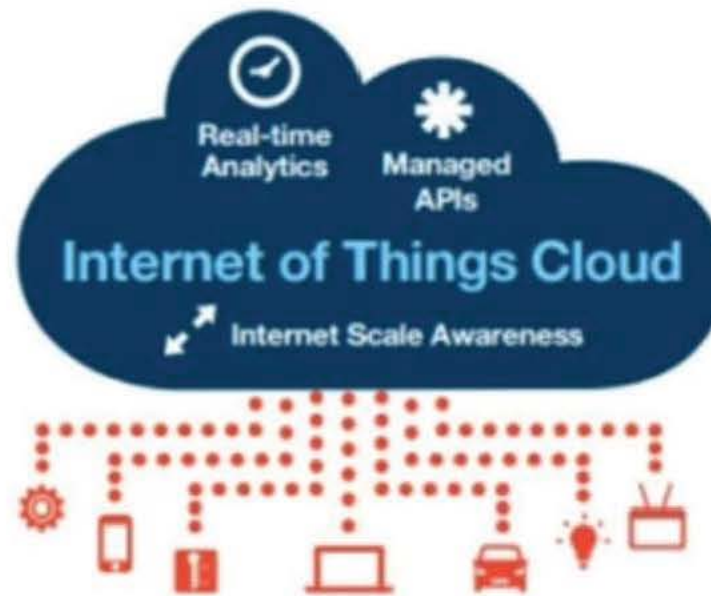 Real-time
Analytics
Managed
APIs
Internet of Things Cloud
Internet Scale Awareness